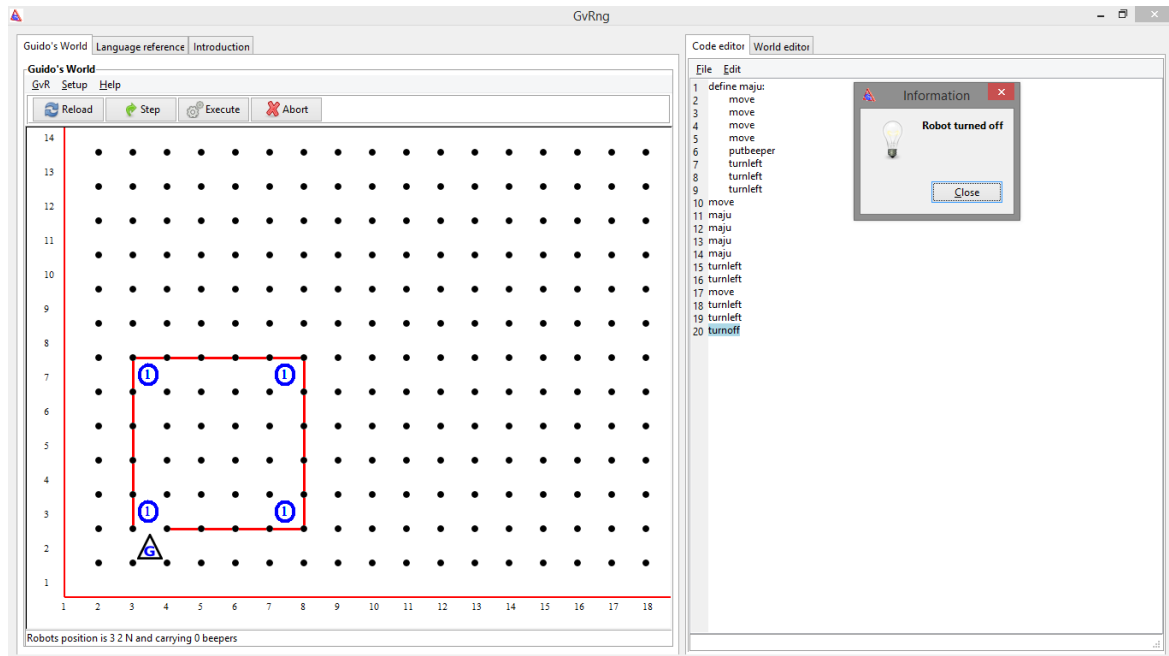 GvRng
Guido's World Language reference Introduction
Guido's World
GvR Setup Help
Reload Step Execute Abort
14
13
12
11
10
9
8
7
6
5
4
3
2
1
1 1
1 1
G
1 2 3 4 5 6 7 8 9 10 11 12 13 14 15 16 17 18
Robots position is 3 2 N and carrying 0 beepers
Code editor World editor
File Edit
1 define maju:
2 move
3 move
4 move
5 move
6 putbeeper
7 turnleft
8 turnleft
9 turnleft
10 move
11 maju
12 maju
13 maju
14 maju
15 turnleft
16 turnleft
17 move
18 turnleft
19 turnleft
20 turnoff
Information
Robot turned off
Close